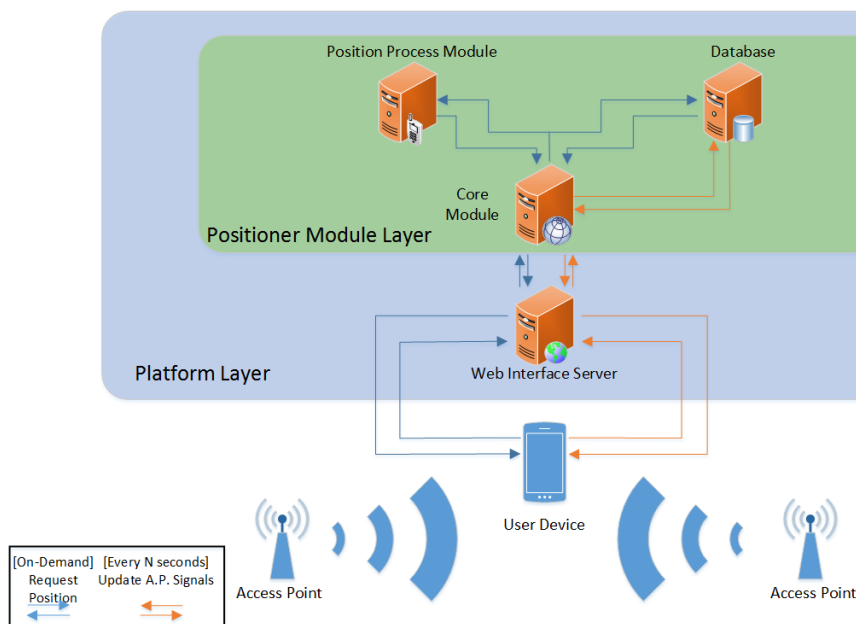 Position Process Module
Database
Core
Module
Positioner Module Layer
Web Interface Server
Platform Layer
User Device
Access Point
Access Point
[On-Demand] [Every N seconds]
Request Update A.P. Signals
Position